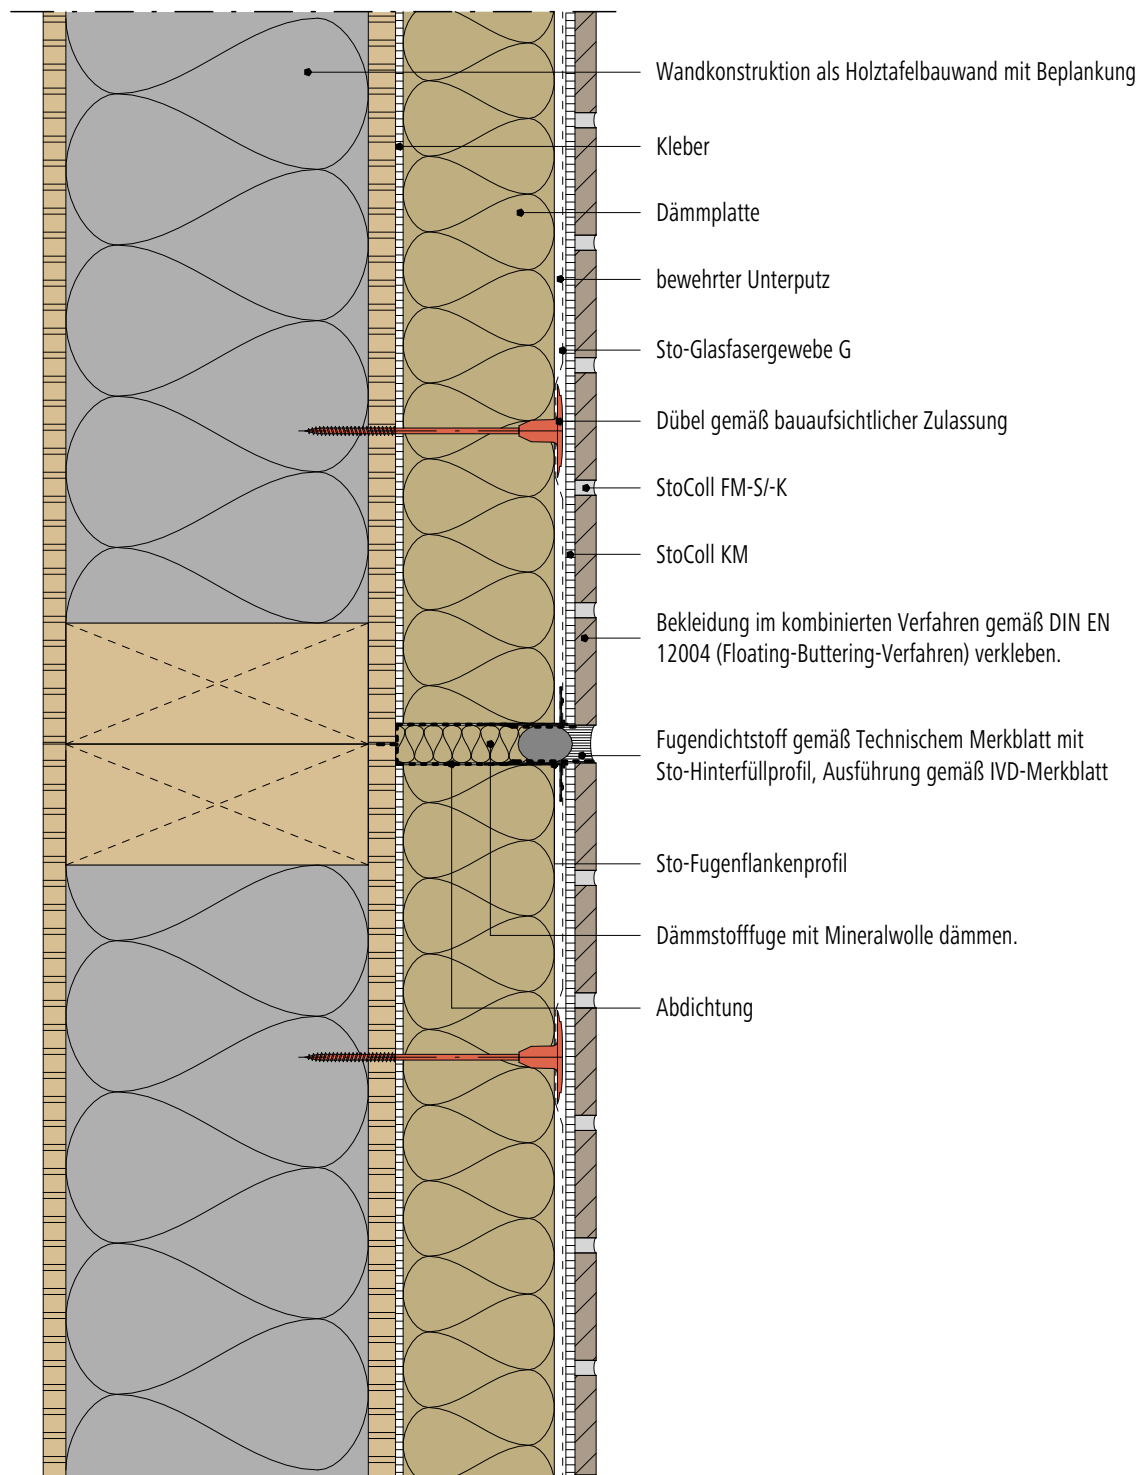 Wandkonstruktion als Holztafelbauwand mit Beplankung
Kleber
Dämmplatte
bewehrter Unterputz
Sto-Glasfasergewebe G
Dübel gemäß bauaufsichtlicher Zulassung
StoColl FM-S/-K
StoColl KM
Bekleidung im kombinierten Verfahren gemäß DIN EN
12004 (Floating-Buttering-Verfahren) verkleben.
Fugendichtstoff gemäß Technischem Merkblatt mit
Sto-Hinterfüllprofil, Ausführung gemäß IVD-Merkblatt
Sto-Fugenflankenprofil
Dämmstofffuge mit Mineralwolle dämmen.
Abdichtung